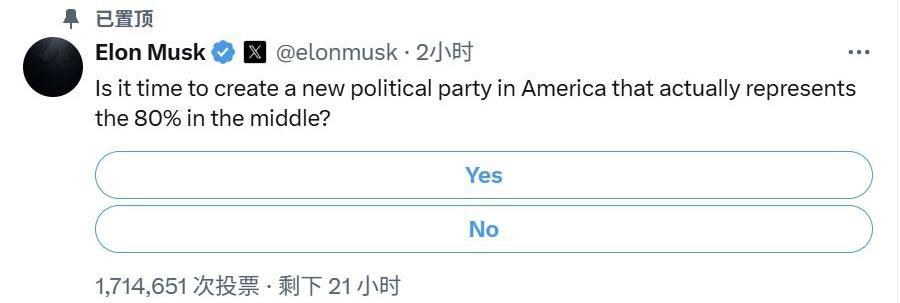 已置顶
Elon Musk X @elonmusk · 2小时
Is it time to create a new political party in America that actually represents
the 80% in the middle?
Yes
No
1,714,651 次投票 · 剩下 21 小时